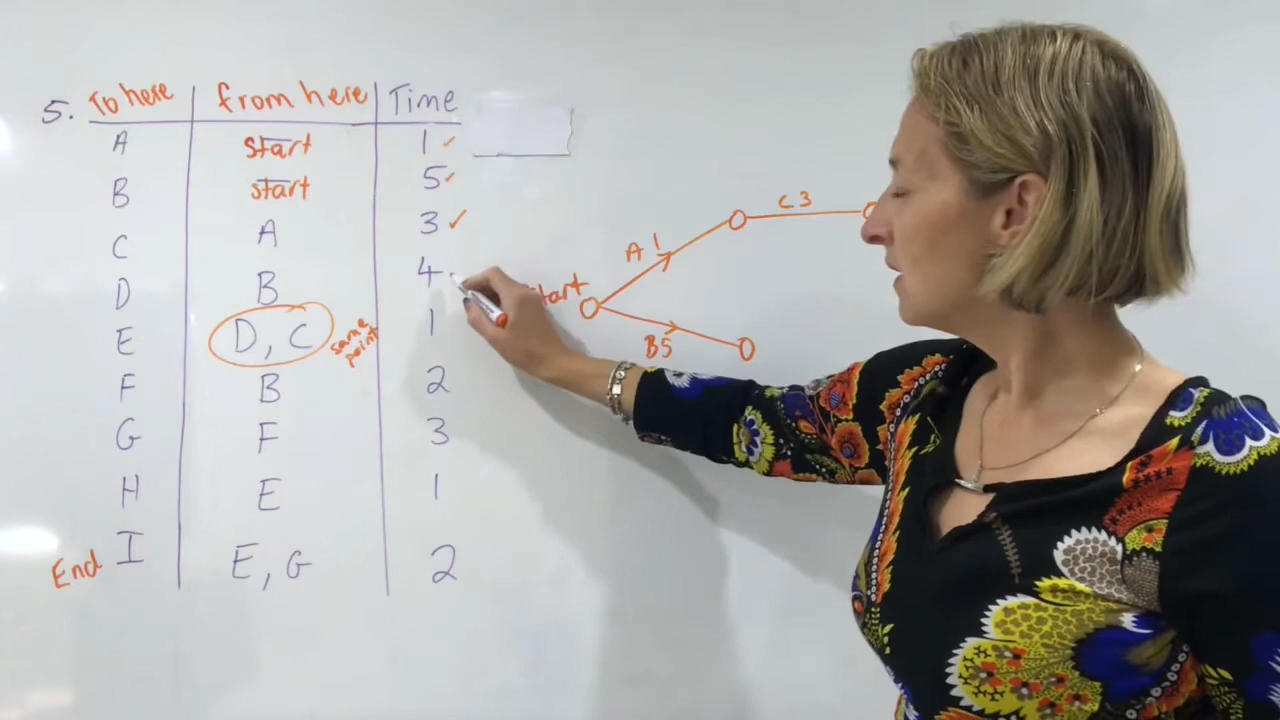 5. To here from here Time
A start 1 ✓
B start 5 ✓
C A 3 ✓
D B 4
E D, C same point 1
F B 2
G F 3
H E 1
End I E, G 2
C 3
A 1
B5